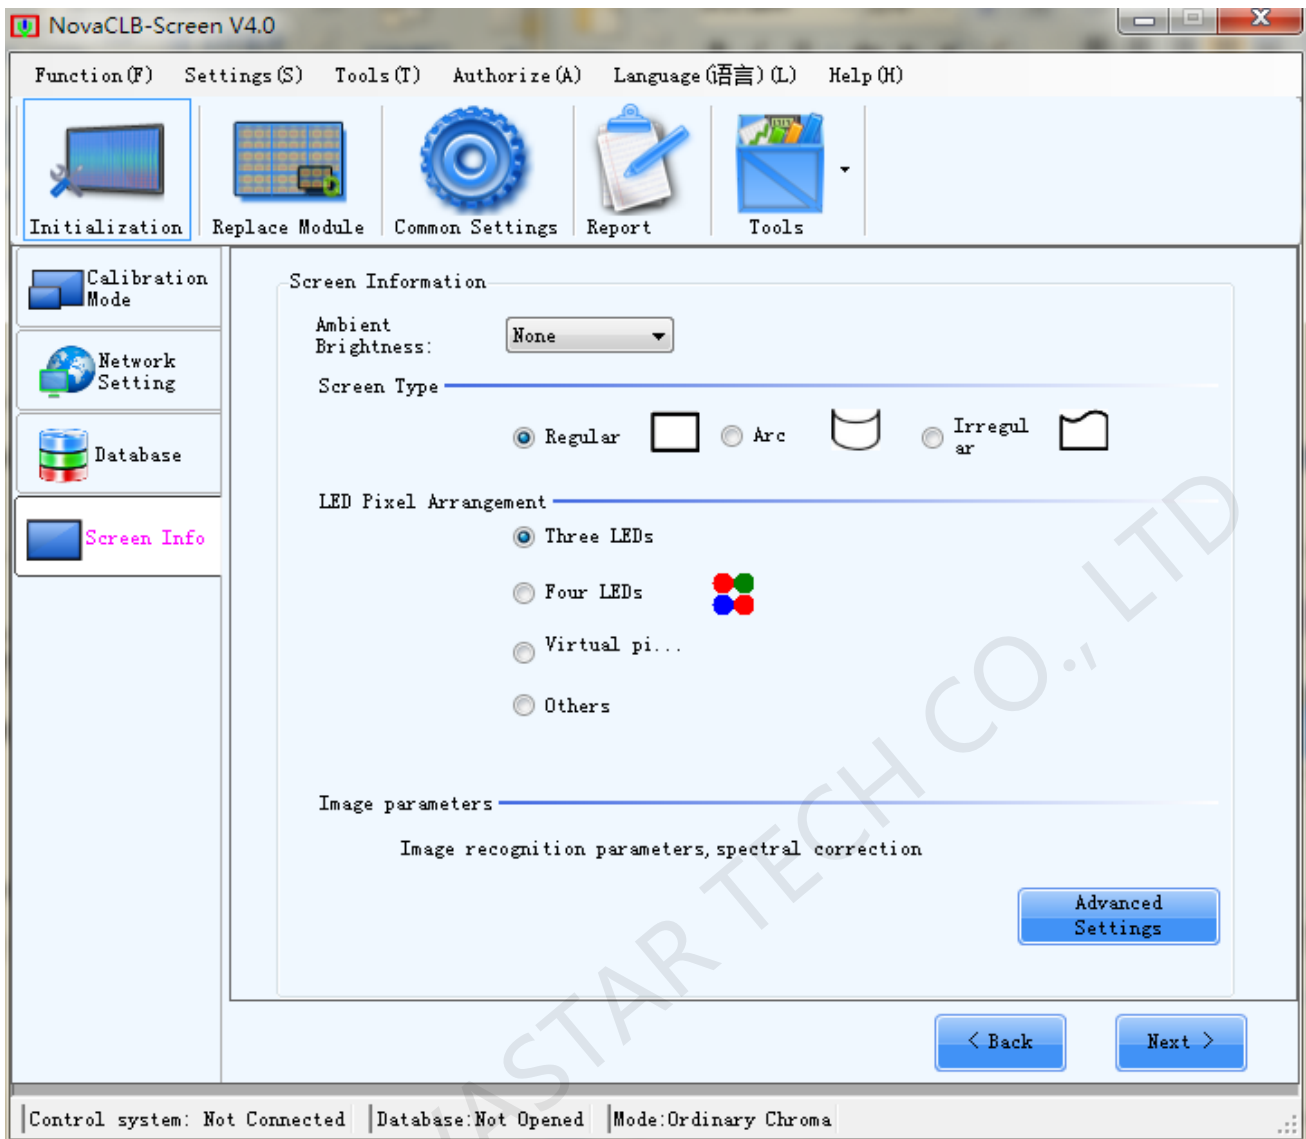 NovaCLB-Screen V4.0
Function(F) Settings(S) Tools(T) Authorize(A) Language(语言)(L) Help(H)
Initialization Replace Module Common Settings Report Tools
Calibration
Mode
Network
Setting
Database
Screen Info
Screen Information
Ambient
Brightness:
None
Screen Type
Regular Arc Irregul
ar
LED Pixel Arrangement
Three LEDs
Four LEDs
Virtual pi...
Others
Image parameters
Image recognition parameters,spectral correction
Advanced
Settings
< Back Next >
Control system: Not Connected Database:Not Opened Mode:Ordinary Chroma
VASTAR TECH CO., LTD